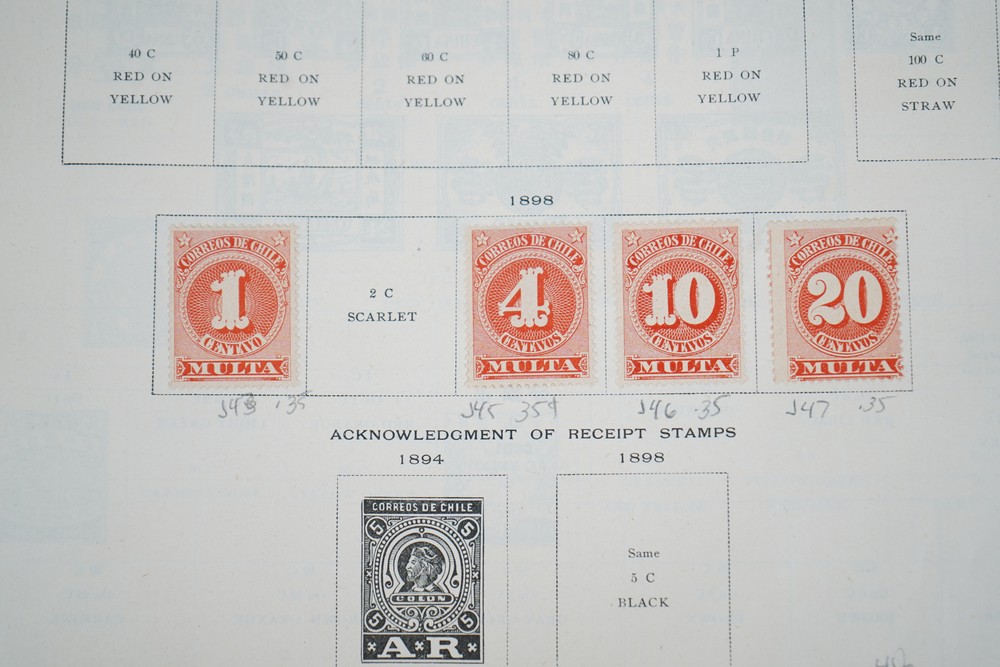 40 C
RED ON
YELLOW
50 C
RED ON
YELLOW
60 C
RED ON
YELLOW
80 C
RED ON
YELLOW
1 P
RED ON
YELLOW
Same
100 C
RED ON
STRAW
1898
CORREOS DE CHILE
1
CENTAVO
MULTA
2 C
SCARLET
CORREOS DE CHILE
4
CENTAVOS
MULTA
CORREOS DE CHILE
10
CENTAVOS
MULTA
CORREOS DE CHILE
20
CENTAVOS
MULTA
J43 .35
J45 35¢
J46 .35
J47 .35
ACKNOWLEDGMENT OF RECEIPT STAMPS
1894
1898
CORREOS DE CHILE
5 5
COLON
5 5
A R
Same
5 C
BLACK